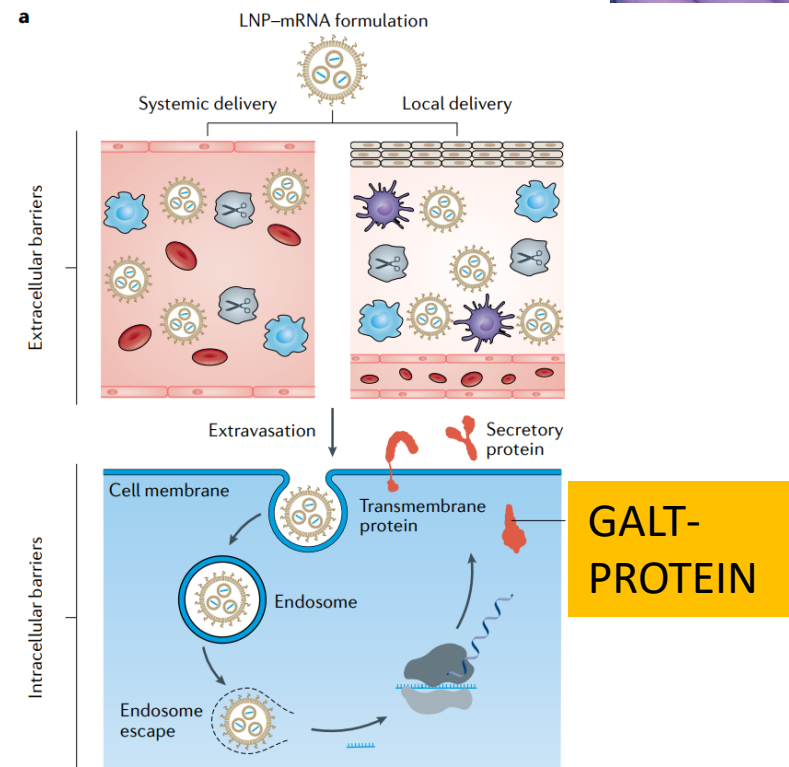 a
LNP–mRNA formulation
Systemic delivery
Local delivery
Extracellular barriers
Extravasation
Secretory
protein
Cell membrane
Transmembrane
protein
GALT-
PROTEIN
Endosome
Intracellular barriers
Endosome
escape